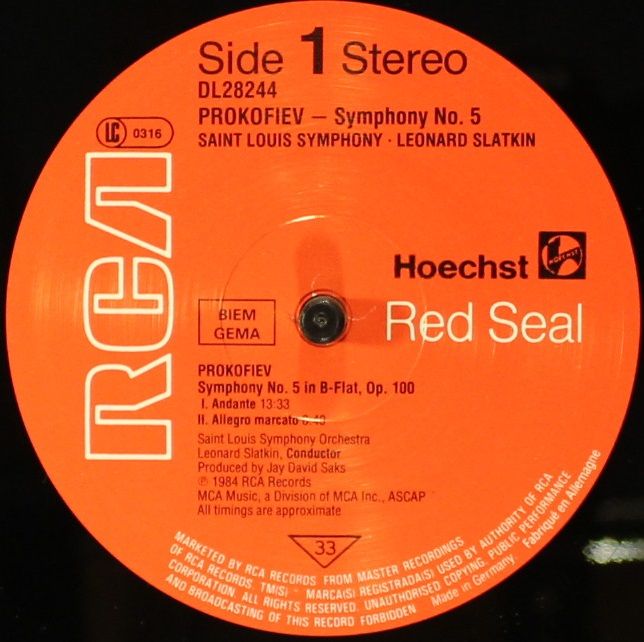 Side 1 Stereo
DL28244
PROKOFIEV – Symphony No. 5
SAINT LOUIS SYMPHONY · LEONARD SLATKIN
LC 0316
RCA
Hoechst
HOECHST
Red Seal
BIEM
GEMA
PROKOFIEV
Symphony No. 5 in B-Flat, Op. 100
I. Andante 13:33
II. Allegro marcato
Saint Louis Symphony Orchestra
Leonard Slatkin, Conductor
Produced by Jay David Saks
℗ 1984 RCA Records
MCA Music, a Division of MCA Inc., ASCAP
All timings are approximate
33
MARKETED BY RCA RECORDS FROM MASTER RECORDINGS
OF RCA RECORDS. TM(S) MARCA(S) REGISTRADA(S) USED BY AUTHORITY OF RCA
CORPORATION. ALL RIGHTS RESERVED. UNAUTHORISED COPYING. PUBLIC PERFORMANCE
AND BROADCASTING OF THIS RECORD FORBIDDEN Made in Germany Fabriqué en Allemagne